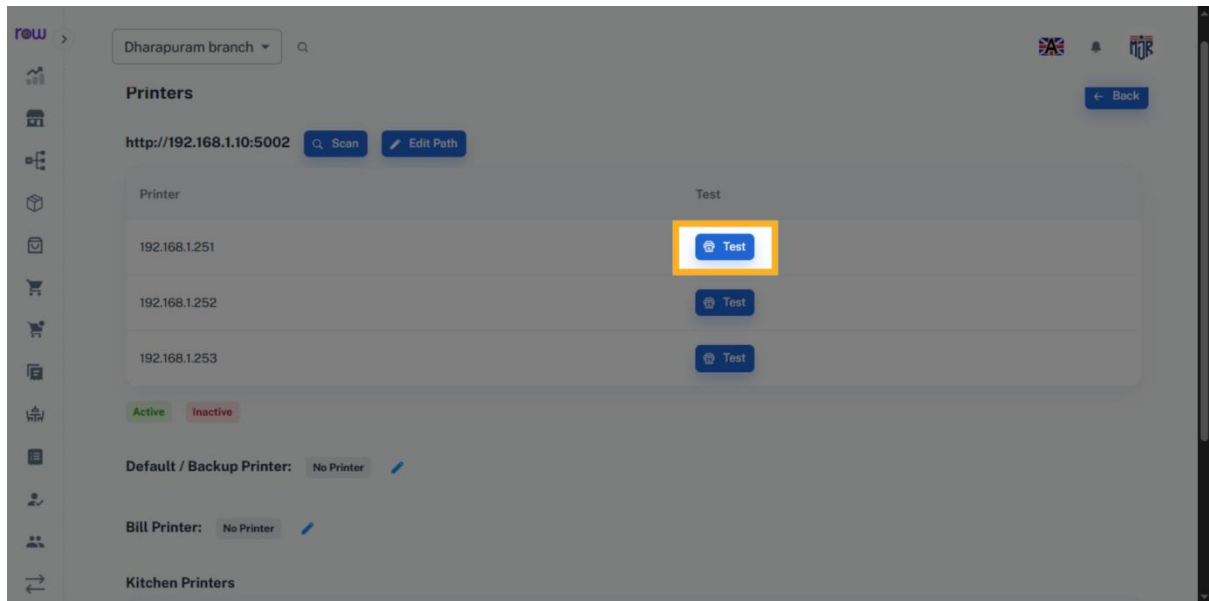 row
Dharapuram branch
Printers
Back
http://192.168.1.10:5002 Scan Edit Path
Printer Test
192.168.1.251 Test
192.168.1.252 Test
192.168.1.253 Test
Active Inactive
Default / Backup Printer: No Printer
Bill Printer: No Printer
Kitchen Printers